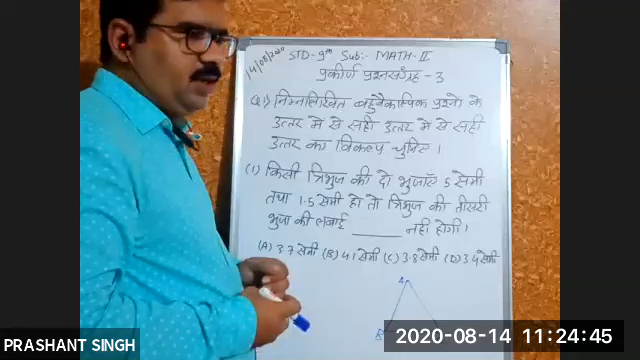 14/08/2020 STD-9th Sub:- MATH-II
प्रकीर्ण प्रश्नसंग्रह - 3
Q.1) निम्नलिखित बहुवैकल्पिक प्रश्नो के
उत्तर मे से सही उत्तर मे से सही
उत्तर का विकल्प चुनिए ।
(1) किसी त्रिभुज की दो भुजाएँ 5 सेमी
तथा 1.5 सेमी हो तो त्रिभुज की तीसरी
भुजा की लंबाई ______ नही होगी।
(A) 3.7 सेमी (B) 4.1 सेमी (C) 3.8 सेमी (D) 3.4 सेमी
A
B
PRASHANT SINGH
2020-08-14 11:24:45